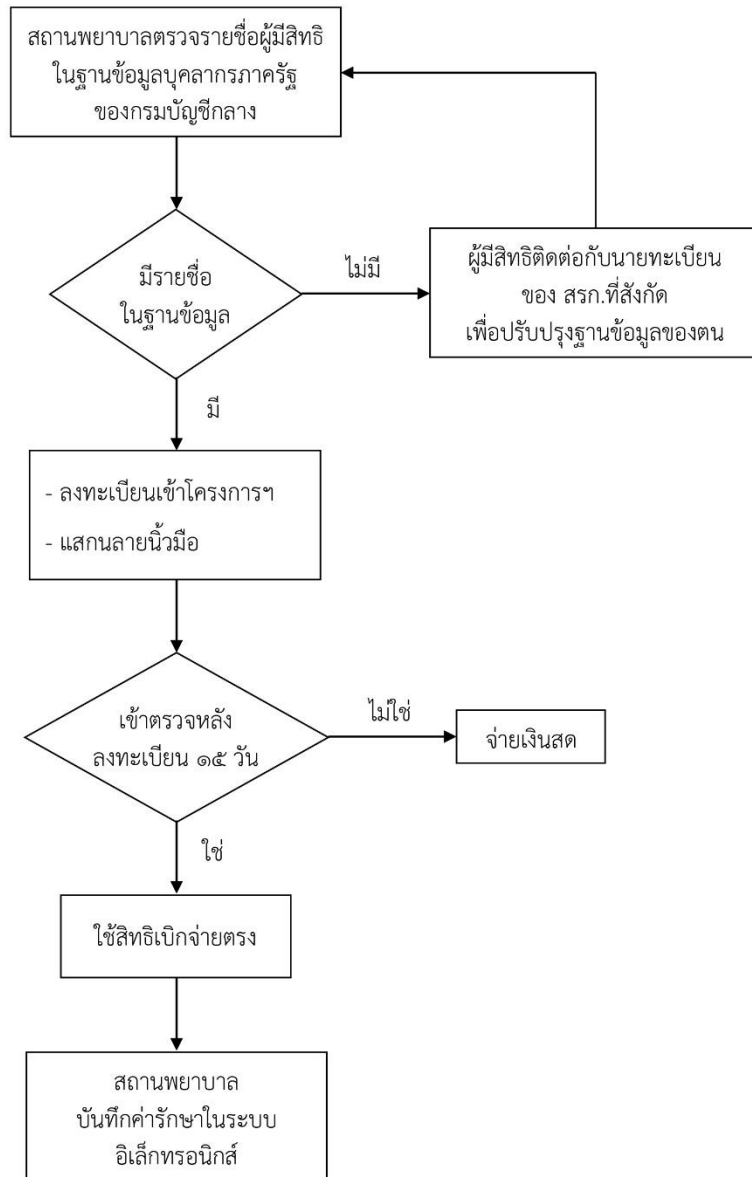 สถานพยาบาลตรวจรายชื่อผู้มีสิทธิ
ในฐานข้อมูลบุคลากรภาครัฐ
ของกรมบัญชีกลาง
มีรายชื่อ
ในฐานข้อมูล
ไม่มี
ผู้มีสิทธิติดต่อกับนายทะเบียน
ของ สรก.ที่สังกัด
เพื่อปรับปรุงฐานข้อมูลของตน
มี
- ลงทะเบียนเข้าโครงการฯ
- แสกนลายนิ้วมือ
เข้าตรวจหลัง
ลงทะเบียน ๑๕ วัน
ไม่ใช่
จ่ายเงินสด
ใช่
ใช้สิทธิเบิกจ่ายตรง
สถานพยาบาล
บันทึกค่ารักษาในระบบ
อิเล็กทรอนิกส์